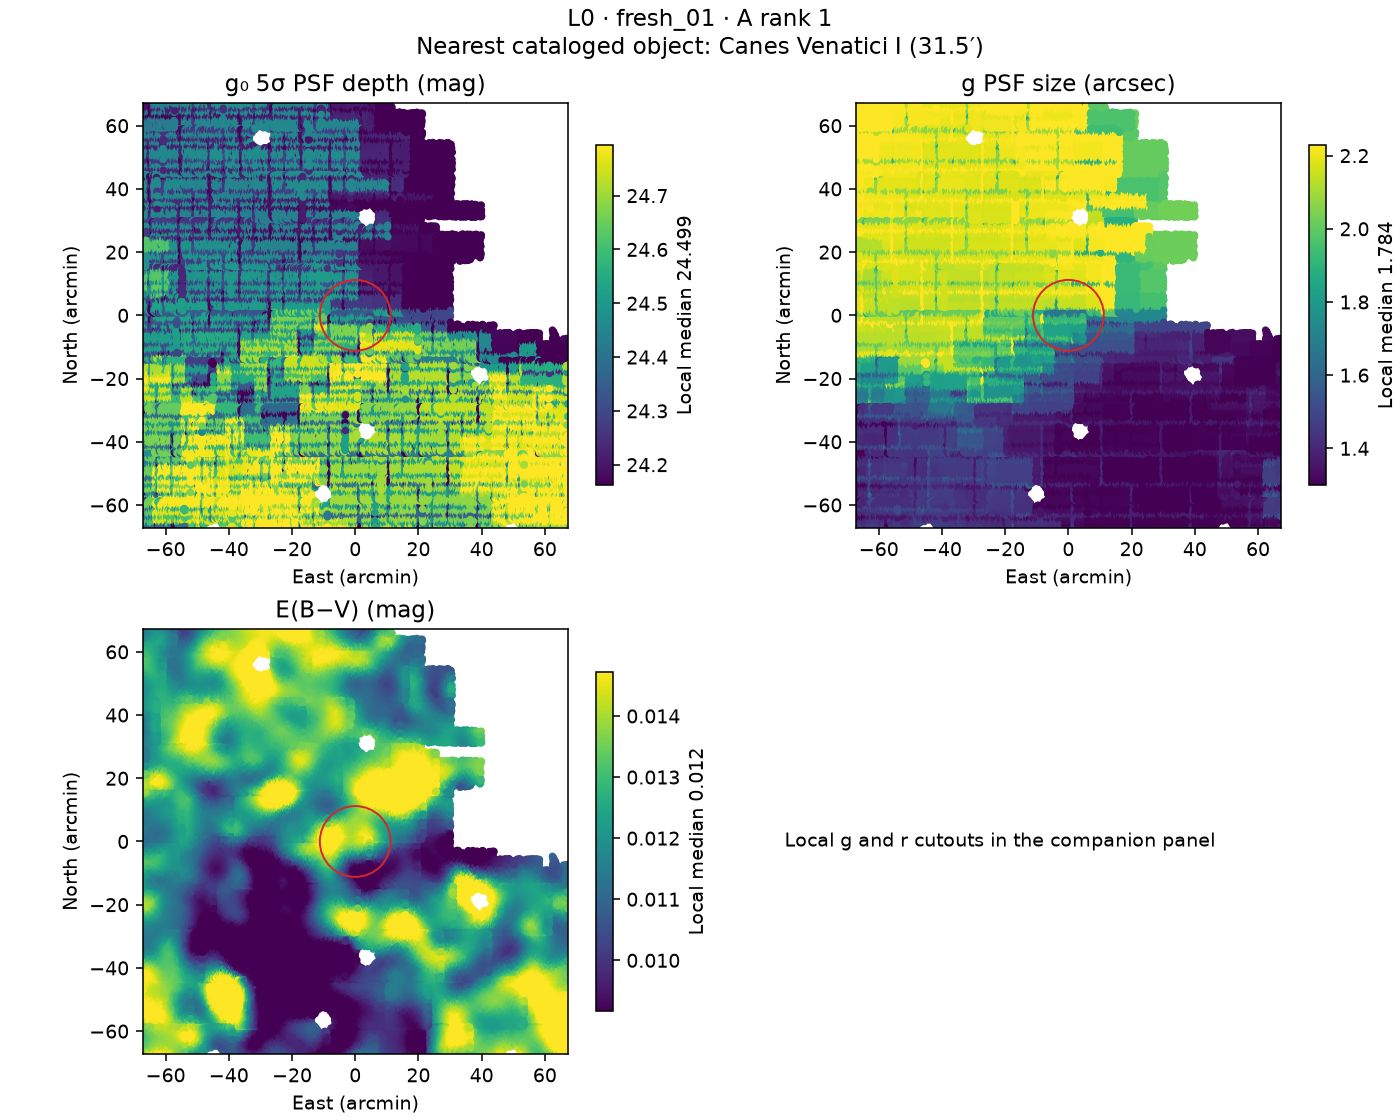 L0 · fresh_01 · A rank 1
Nearest cataloged object: Canes Venatici I (31.5′)
g₀ 5σ PSF depth (mag)
60
40
20
0
−20
−40
−60
−60 −40 −20 0 20 40 60
North (arcmin)
East (arcmin)
24.7
24.6
24.5
24.4
24.3
24.2
Local median 24.499
g PSF size (arcsec)
60
40
20
0
−20
−40
−60
−60 −40 −20 0 20 40 60
North (arcmin)
East (arcmin)
2.2
2.0
1.8
1.6
1.4
Local median 1.784
E(B−V) (mag)
60
40
20
0
−20
−40
−60
−60 −40 −20 0 20 40 60
North (arcmin)
East (arcmin)
0.014
0.013
0.012
0.011
0.010
Local median 0.012
Local g and r cutouts in the companion panel